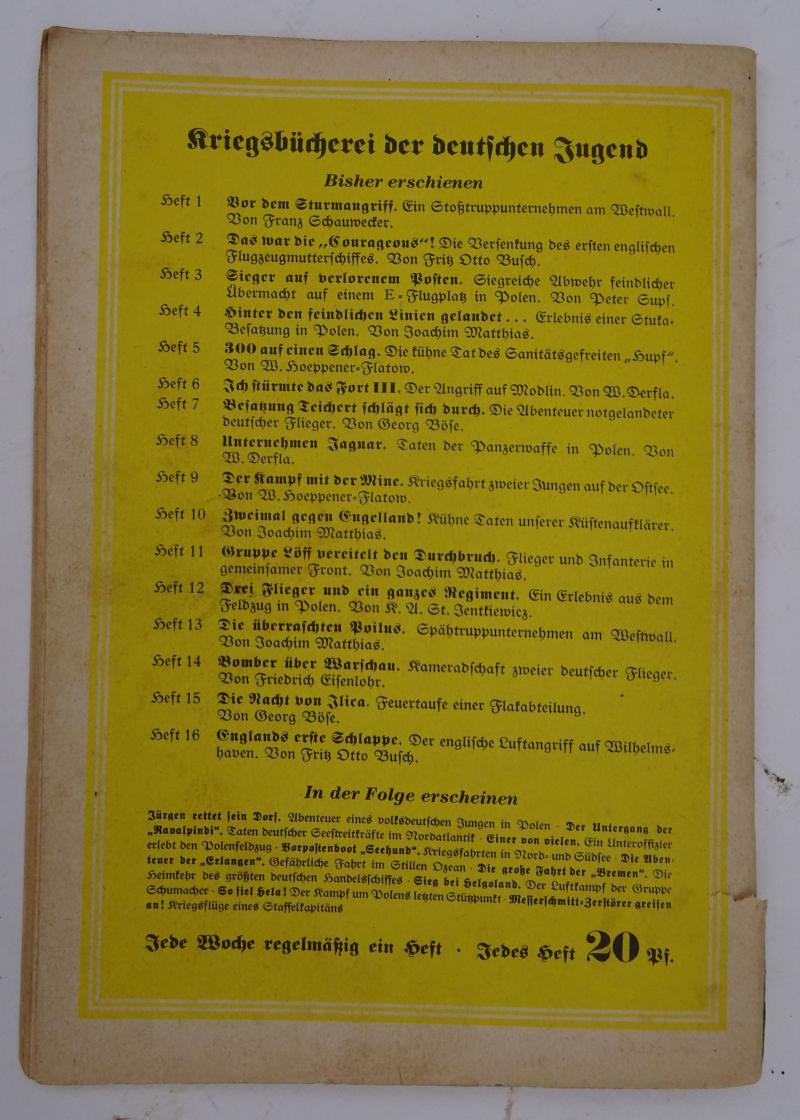 Kriegsbücherei der deutschen Jugend
Bisher erschienen
Heft 1 Vor dem Sturmangriff. Ein Stoßtruppunternehmen am Westwall.
Von Franz Schauwecker.
Heft 2 Das war die „Courageous“! Die Versenkung des ersten englischen
Flugzeugmutterschiffes. Von Fritz Otto Busch.
Heft 3 Sieger auf verlorenem Posten. Siegreiche Abwehr feindlicher
Übermacht auf einem E-Flugplatz in Polen. Von Peter Supf.
Heft 4 Hinter den feindlichen Linien gelandet... Erlebnis einer Stuka-
Besatzung in Polen. Von Joachim Matthias.
Heft 5 300 auf einen Schlag. Die kühne Tat des Sanitätsgefreiten „Hupf“.
Von W. Hoeppener-Flatow.
Heft 6 Ich stürmte das Fort III. Der Angriff auf Modlin. Von W. Derfla.
Heft 7 Besatzung Teichert schlägt sich durch. Die Abenteuer notgelandeter
deutscher Flieger. Von Georg Böse.
Heft 8 Unternehmen Jaguar. Taten der Panzerwaffe in Polen. Von
W. Derfla.
Heft 9 Der Kampf mit der Mine. Kriegsfahrt zweier Jungen auf der Ostsee.
Von W. Hoeppener-Flatow.
Heft 10 Zweimal gegen Engelland! Kühne Taten unserer Küstenaufklärer.
Von Joachim Matthias.
Heft 11 Gruppe Löff vereitelt den Durchbruch. Flieger und Infanterie in
gemeinsamer Front. Von Joachim Matthias.
Heft 12 Drei Flieger und ein ganzes Regiment. Ein Erlebnis aus dem
Feldzug in Polen. Von K. A. St. Jentkiewicz.
Heft 13 Die überraschten Poilus. Spähtruppunternehmen am Westwall.
Von Joachim Matthias.
Heft 14 Bomber über Warschau. Kameradschaft zweier deutscher Flieger.
Von Friedrich Eisenlohr.
Heft 15 Die Nacht von Ilica. Feuertaufe einer Flakabteilung.
Von Georg Böse.
Heft 16 Englands erste Schlappe. Der englische Luftangriff auf Wilhelms-
haven. Von Fritz Otto Busch.
In der Folge erscheinen
Jürgen rettet sein Dorf. Abenteuer eines volksdeutschen Jungen in Polen · Der Untergang der
„Rawalpindi“. Taten deutscher Seestreitkräfte im Nordatlantik · Einer von vielen. Ein Unteroffizier
erlebt den Polenfeldzug · Vorpostenboot „Seehund“. Kriegsfahrten in Nord- und Südsee · Die Aben-
teuer der „Erlangen“. Gefährliche Fahrt im Stillen Ozean · Die große Fahrt der „Bremen“. Die
Heimkehr des größten deutschen Handelsschiffes · Sieg bei Helgoland. Der Luftkampf der Gruppe
Schumacher · So fiel Hela! Der Kampf um Polens letzten Stützpunkt · Messerschmitt-Zerstörer greifen
an! Kriegsflüge eines Staffelkapitäns
Jede Woche regelmäßig ein Heft · Jedes Heft 20 Pf.